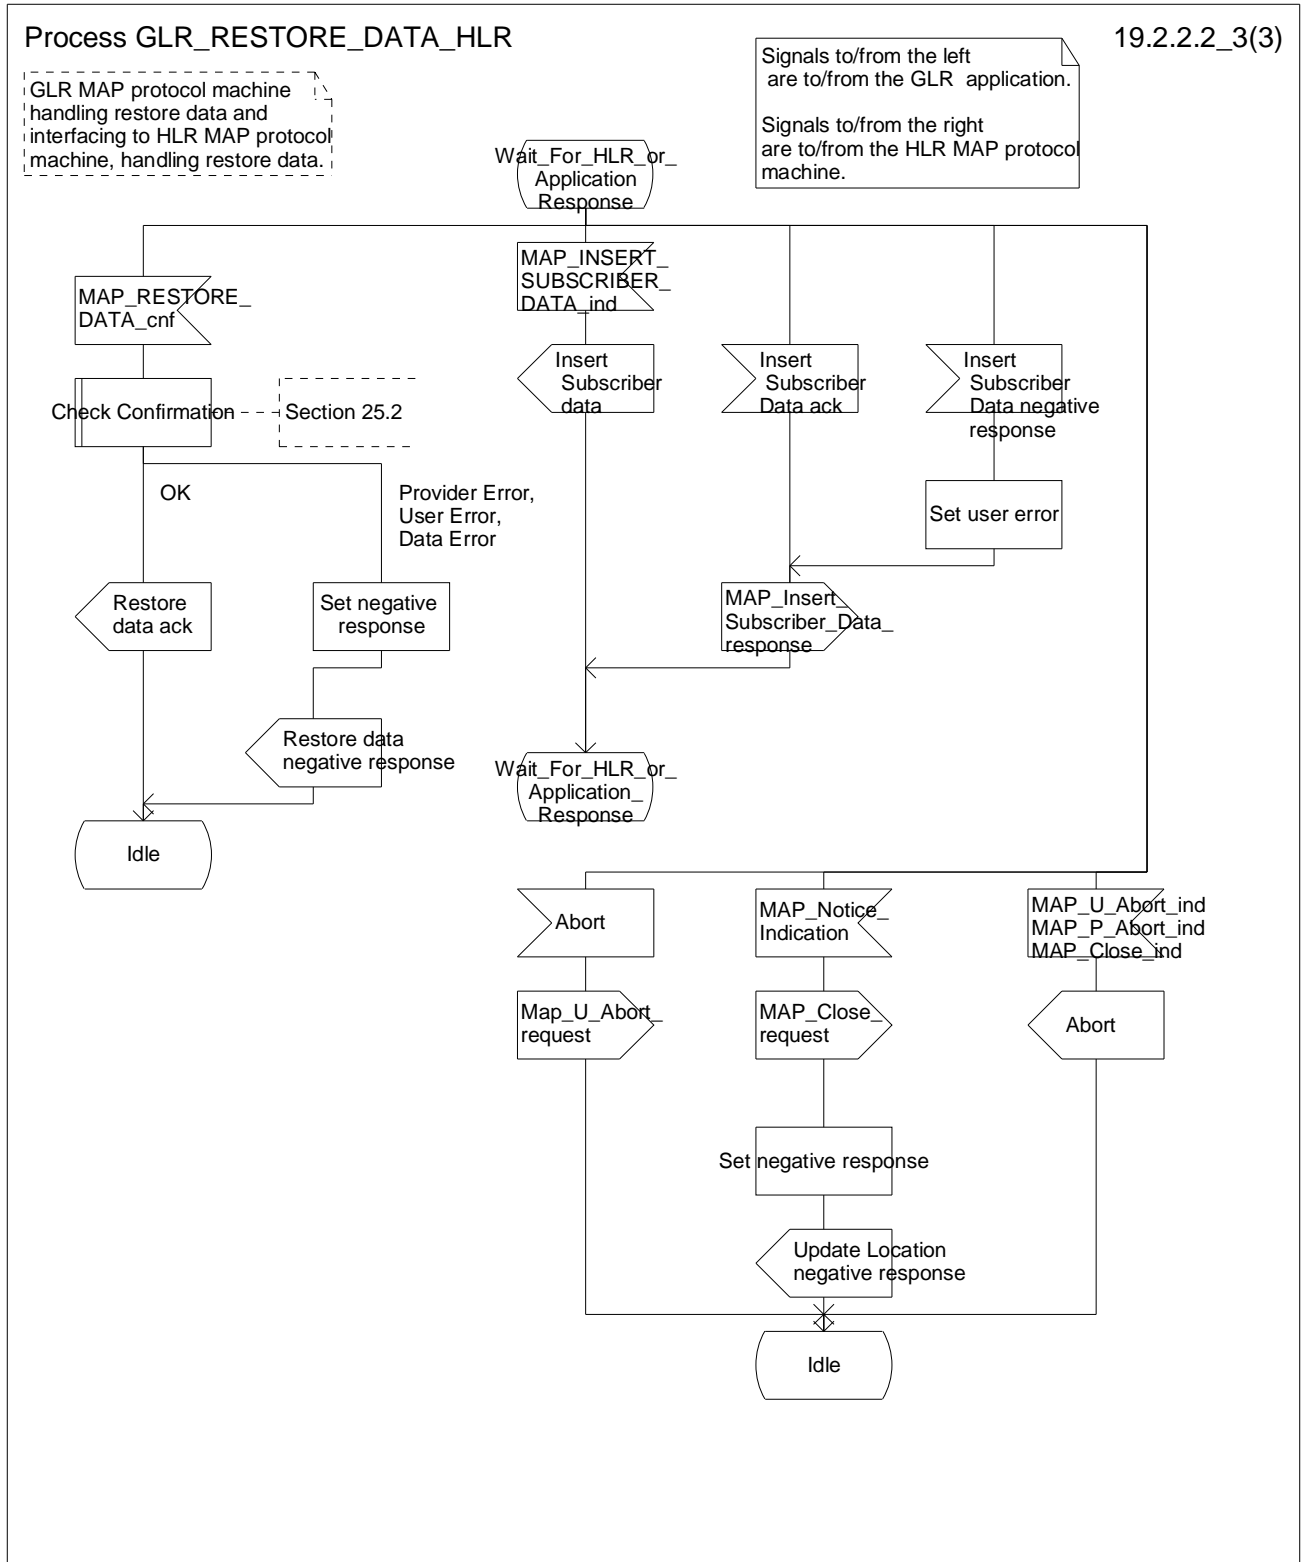 Process GLR_RESTORE_DATA_HLR
19.2.2.2_3(3)
GLR MAP protocol machine
handling restore data and
interfacing to HLR MAP protocol
machine, handling restore data.
Signals to/from the left
are to/from the GLR application.
Signals to/from the right
are to/from the HLR MAP protocol
machine.
Wait_For_HLR_or_
Application
Response
MAP_RESTORE_
DATA_cnf
MAP_INSERT_
SUBSCRIBER_
DATA_ind
Check Confirmation
Section 25.2
Insert
Subscriber
data
Insert
Subscriber
Data ack
Insert
Subscriber
Data negative
response
OK
Provider Error,
User Error,
Data Error
Set user error
Restore
data ack
Set negative
response
MAP_Insert_
Subscriber_Data_
response
Restore data
negative response
Wait_For_HLR_or_
Application_
Response
Idle
Abort
MAP_Notice_
Indication
MAP_U_Abort_ind
MAP_P_Abort_ind
MAP_Close_ind
Map_U_Abort_
request
MAP_Close_
request
Abort
Set negative response
Update Location
negative response
Idle